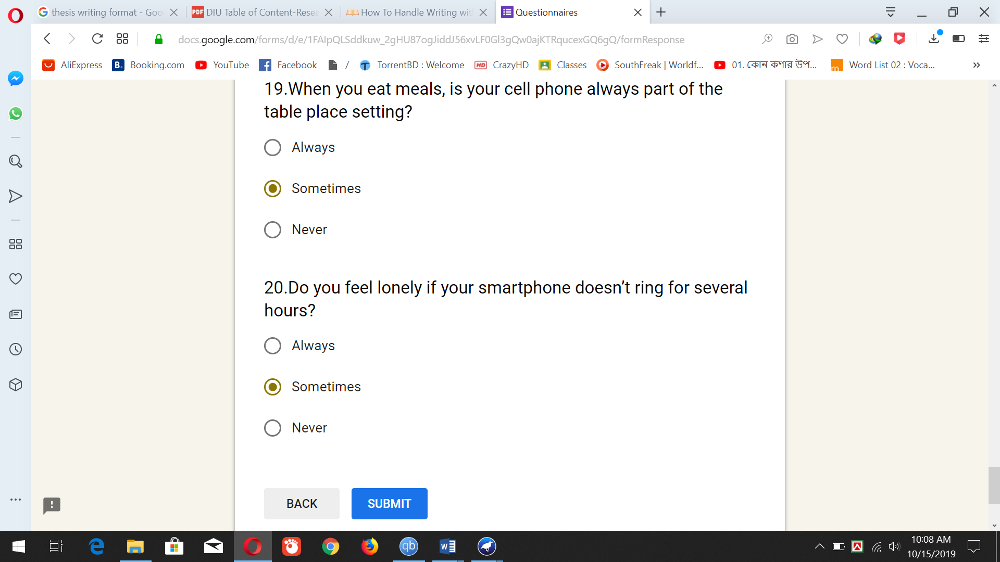 thesis writing format - Goo
PDF DIU Table of Content-Resea
How To Handle Writing wit
Questionnaires
docs.google.com/forms/d/e/1FAIpQLSddkuw_2gHU87ogJiddJ56xvLF0Gl3gQw0ajKTRqucexGQ6gQ/formResponse
AliExpress
B. Booking.com
YouTube
Facebook
/
TorrentBD : Welcome
HD CrazyHD
Classes
SouthFreak | Worldf...
01. কোন কণার উপ...
m Word List 02 : Voca...
19.When you eat meals, is your cell phone always part of the
table place setting?
Always
Sometimes
Never
20.Do you feel lonely if your smartphone doesn’t ring for several
hours?
Always
Sometimes
Never
BACK
SUBMIT
qb
W
10:08 AM
10/15/2019